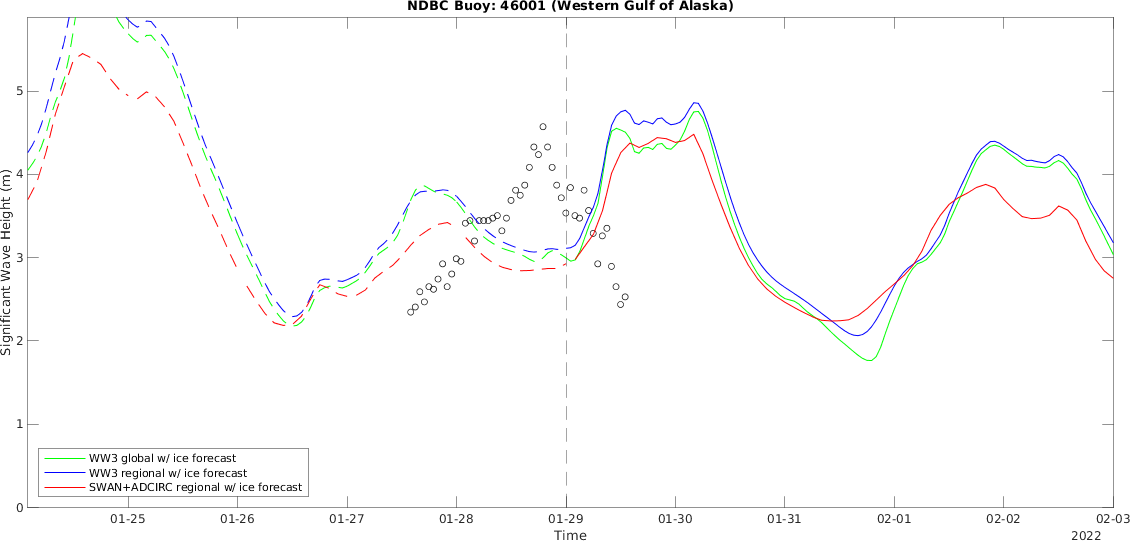 NDBC Buoy: 46001 (Western Gulf of Alaska)
Significant Wave Height (m)
5
4
3
2
1
0
WW3 global w/ ice forecast
WW3 regional w/ ice forecast
SWAN+ADCIRC regional w/ ice forecast
01-25 01-26 01-27 01-28 01-29 01-30 01-31 02-01 02-02 02-03
Time
2022